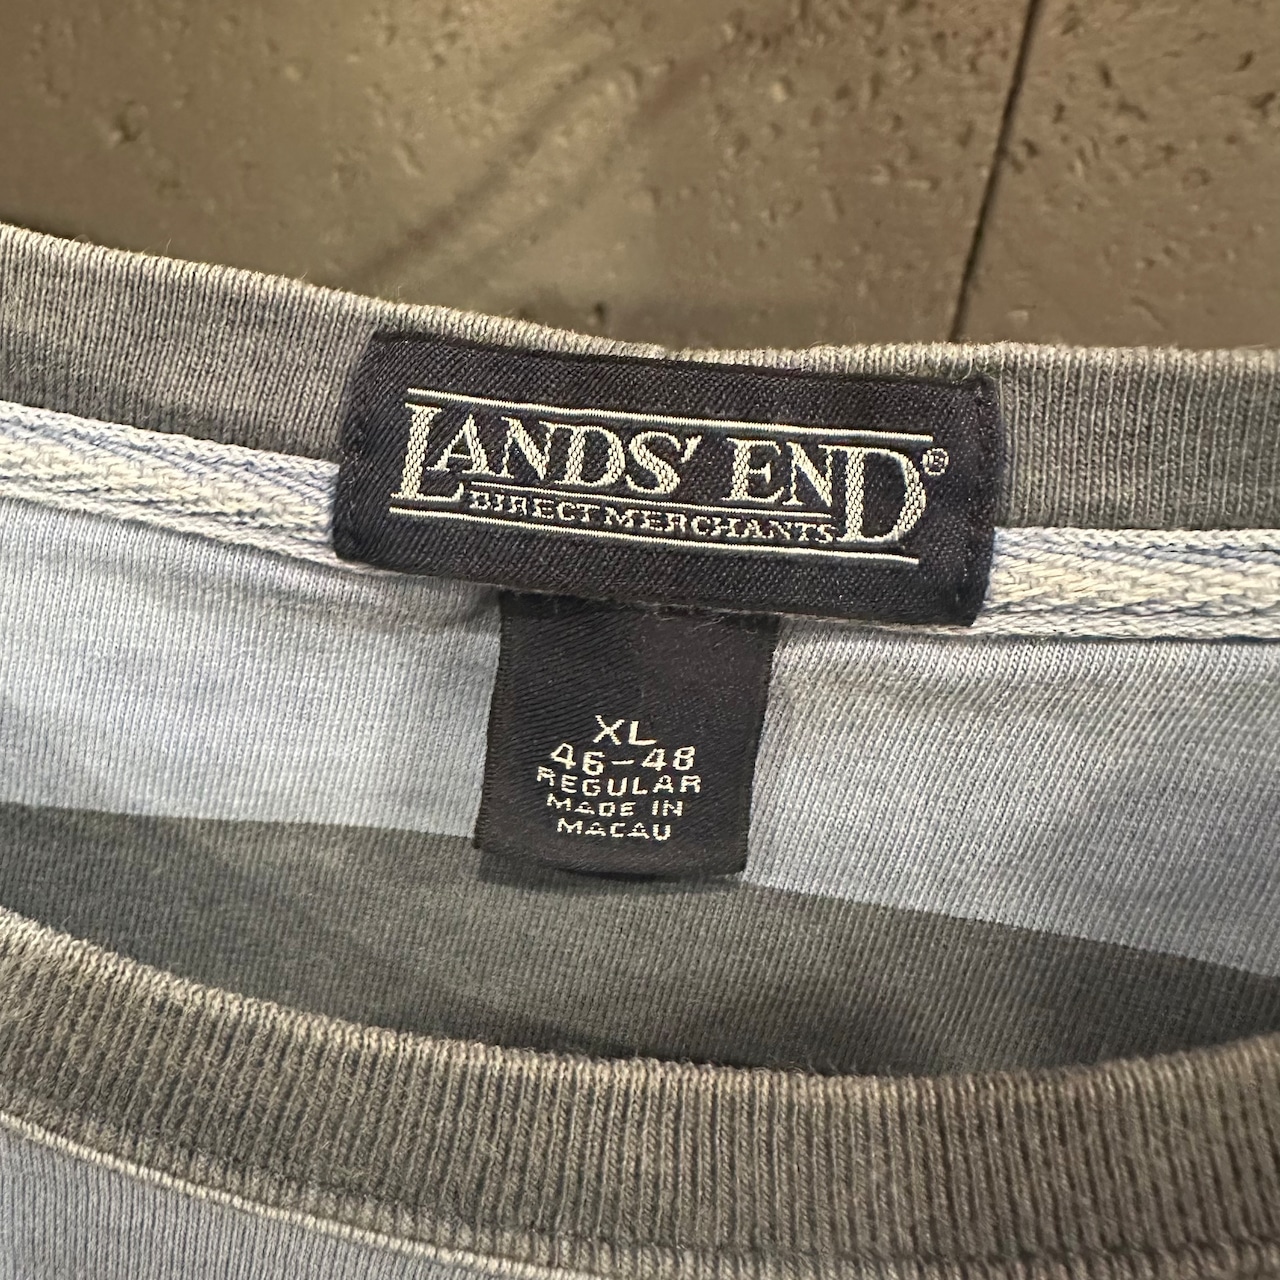 LANDS' END®
DIRECT MERCHANTS
XL
46-48
REGULAR
MADE IN
MACAU